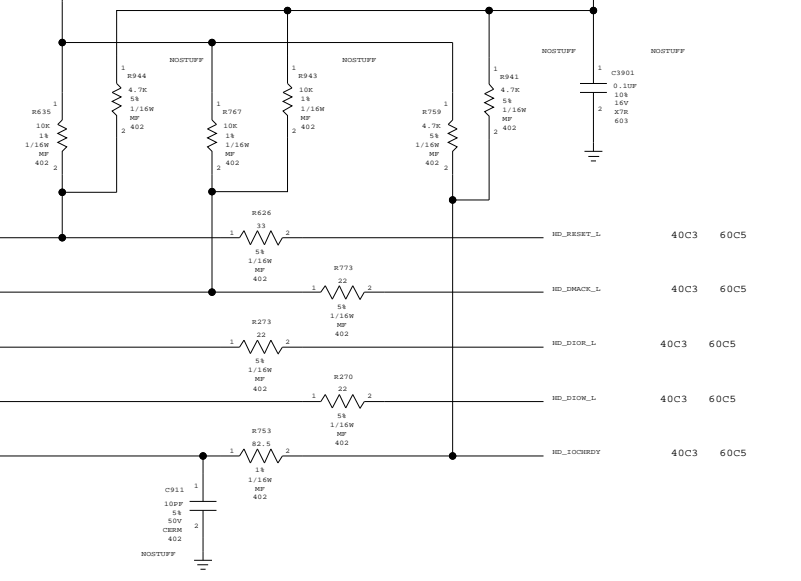 NOSTUFF
1
R944
4.7K
5%
1/16W
MF
402
2
NOSTUFF
1
R943
10K
1%
1/16W
MF
402
2
NOSTUFF
1
R941
4.7K
5%
1/16W
MF
402
2
NOSTUFF
1
C3901
0.1UF
10%
16V
X7R
603
2
1
R635
10K
1%
1/16W
MF
402
2
1
R767
10K
1%
1/16W
MF
402
2
1
R759
4.7K
5%
1/16W
MF
402
2
R626
1 33 2
5%
1/16W
MF
402
HD_RESET_L 40C3 60C5
R773
1 22 2
5%
1/16W
MF
402
HD_DMACK_L 40C3 60C5
R273
1 22 2
5%
1/16W
MF
402
HD_DIOR_L 40C3 60C5
R270
1 22 2
5%
1/16W
MF
402
HD_DIOW_L 40C3 60C5
R753
1 82.5 2
1%
1/16W
MF
402
HD_IOCHRDY 40C3 60C5
1
C911
10PF
5%
50V
CERM
402
2
NOSTUFF